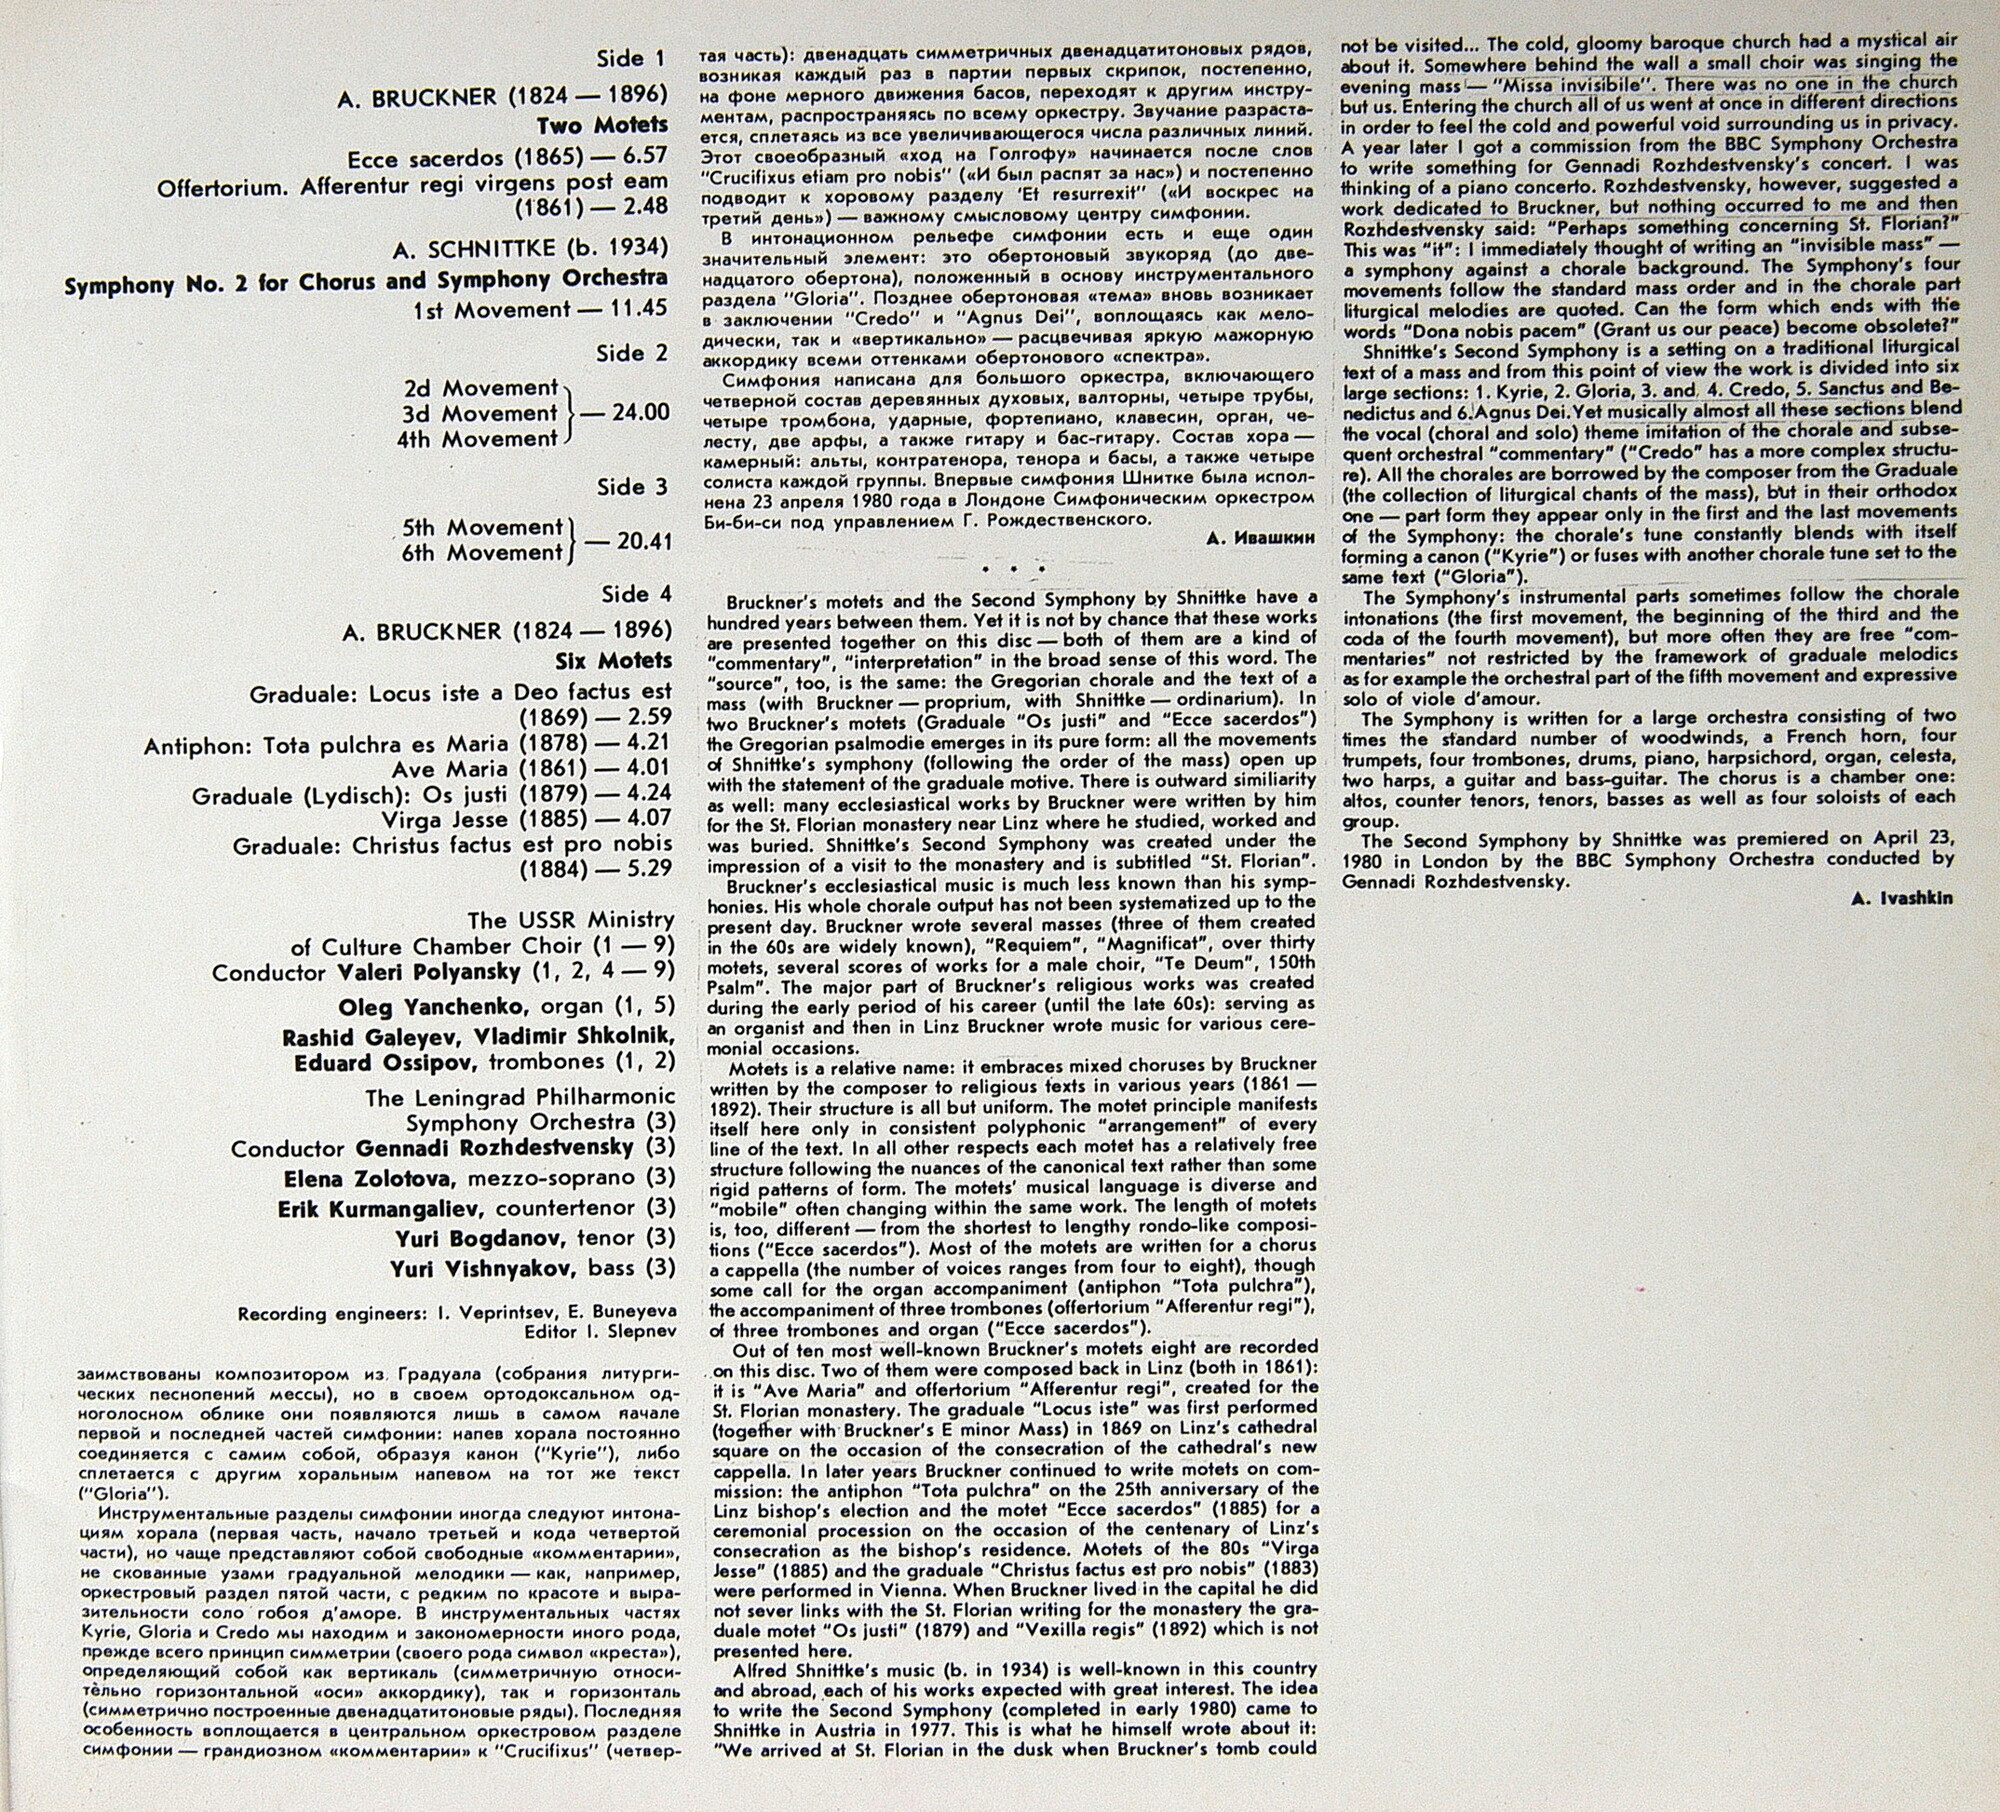 Side 1
A. BRUCKNER (1824 — 1896)
Two Motets
Ecce sacerdos (1865) — 6.57
Offertorium. Afferentur regi virgens post eam
(1861) — 2.48
A. SCHNITTKE (b. 1934)
Symphony No. 2 for Chorus and Symphony Orchestra
1st Movement — 11.45
Side 2
2d Movement
3d Movement — 24.00
4th Movement
Side 3
5th Movement
6th Movement — 20.41
Side 4
A. BRUCKNER (1824 — 1896)
Six Motets
Graduale: Locus iste a Deo factus est
(1869) — 2.59
Antiphon: Tota pulchra es Maria (1878) — 4.21
Ave Maria (1861) — 4.01
Graduale (Lydisch): Os justi (1879) — 4.24
Virga Jesse (1885) — 4.07
Graduale: Christus factus est pro nobis
(1884) — 5.29
The USSR Ministry
of Culture Chamber Choir (1 — 9)
Conductor Valeri Polyansky (1, 2, 4 — 9)
Oleg Yanchenko, organ (1, 5)
Rashid Galeyev, Vladimir Shkolnik,
Eduard Ossipov, trombones (1, 2)
The Leningrad Philharmonic
Symphony Orchestra (3)
Conductor Gennadi Rozhdestvensky (3)
Elena Zolotova, mezzo-soprano (3)
Erik Kurmangaliev, countertenor (3)
Yuri Bogdanov, tenor (3)
Yuri Vishnyakov, bass (3)
Recording engineers: I. Veprintsev, E. Buneyeva
Editor I. Slepnev
заимствованы композитором из Градуала (собрания литурги-
ческих песнопений мессы), но в своем ортодоксальном од-
ноголосном облике они появляются лишь в самом начале
первой и последней частей симфонии: напев хорала постоянно
соединяется с самим собой, образуя канон ("Kyrie"), либо
сплетается с другим хоральным напевом на тот же текст
("Gloria").
Инструментальные разделы симфонии иногда следуют интона-
циям хорала (первая часть, начало третьей и кода четвертой
части), но чаще представляют собой свободные «комментарии»,
не скованные узами градуальной мелодики — как, например,
оркестровый раздел пятой части, с редким по красоте и выра-
зительности соло гобоя д'аморе. В инструментальных частях
Kyrie, Gloria и Credo мы находим и закономерности иного рода,
прежде всего принцип симметрии (своего рода символ «креста»),
определяющий собой как вертикаль (симметричную относи-
тельно горизонтальной «оси» аккордику), так и горизонталь
(симметрично построенные двенадцатитоновые ряды). Последняя
особенность воплощается в центральном оркестровом разделе
симфонии — грандиозном «комментарии» к "Crucifixus" (четвер-
тая часть): двенадцать симметричных двенадцатитоновых рядов,
возникая каждый раз в партии первых скрипок, постепенно,
на фоне мерного движения басов, переходят к другим инстру-
ментам, распространяясь по всему оркестру. Звучание разраста-
ется, сплетаясь из все увеличивающегося числа различных линий.
Этот своеобразный «ход на Голгофу» начинается после слов
"Crucifixus etiam pro nobis" («И был распят за нас») и постепенно
подводит к хоровому разделу 'Et resurrexit" («И воскрес на
третий день») — важному смысловому центру симфонии.
В интонационном рельефе симфонии есть и еще один
значительный элемент: это обертоновый звукоряд (до две-
надцатого обертона), положенный в основу инструментального
раздела "Gloria". Позднее обертоновая «тема» вновь возникает
в заключении "Credo" и "Agnus Dei", воплощаясь как мело-
дически, так и «вертикально» — расцвечивая яркую мажорную
аккордику всеми оттенками обертонового «спектра».
Симфония написана для большого оркестра, включающего
четверной состав деревянных духовых, валторны, четыре трубы,
четыре тромбона, ударные, фортепиано, клавесин, орган, че-
лесту, две арфы, а также гитару и бас-гитару. Состав хора —
камерный: альты, контратенора, тенора и басы, а также четыре
солиста каждой группы. Впервые симфония Шнитке была испол-
нена 23 апреля 1980 года в Лондоне Симфоническим оркестром
Би-би-си под управлением Г. Рождественского.
А. Ивашкин
• • •
Bruckner's motets and the Second Symphony by Shnittke have a
hundred years between them. Yet it is not by chance that these works
are presented together on this disc — both of them are a kind of
"commentary", "interpretation" in the broad sense of this word. The
"source", too, is the same: the Gregorian chorale and the text of a
mass (with Bruckner — proprium, with Shnittke — ordinarium). In
two Bruckner's motets (Graduale "Os justi" and "Ecce sacerdos")
the Gregorian psalmodie emerges in its pure form: all the movements
of Shnittke's symphony (following the order of the mass) open up
with the statement of the graduale motive. There is outward similiarity
as well: many ecclesiastical works by Bruckner were written by him
for the St. Florian monastery near Linz where he studied, worked and
was buried. Shnittke's Second Symphony was created under the
impression of a visit to the monastery and is subtitled "St. Florian".
Bruckner's ecclesiastical music is much less known than his symp-
honies. His whole chorale output has not been systematized up to the
present day. Bruckner wrote several masses (three of them created
in the 60s are widely known), "Requiem", "Magnificat", over thirty
motets, several scores of works for a male choir, "Te Deum", 150th
Psalm". The major part of Bruckner's religious works was created
during the early period of his career (until the late 60s): serving as
an organist and then in Linz Bruckner wrote music for various cere-
monial occasions.
Motets is a relative name: it embraces mixed choruses by Bruckner
written by the composer to religious texts in various years (1861 —
1892). Their structure is all but uniform. The motet principle manifests
itself here only in consistent polyphonic "arrangement" of every
line of the text. In all other respects each motet has a relatively free
structure following the nuances of the canonical text rather than some
rigid patterns of form. The motets' musical language is diverse and
"mobile" often changing within the same work. The length of motets
is, too, different — from the shortest to lengthy rondo-like composi-
tions ("Ecce sacerdos"). Most of the motets are written for a chorus
a cappella (the number of voices ranges from four to eight), though
some call for the organ accompaniment (antiphon "Tota pulchra"),
the accompaniment of three trombones (offertorium "Afferentur regi"),
of three trombones and organ ("Ecce sacerdos").
Out of ten most well-known Bruckner's motets eight are recorded
on this disc. Two of them were composed back in Linz (both in 1861):
it is "Ave Maria" and offertorium "Afferentur regi", created for the
St. Florian monastery. The graduale "Locus iste" was first performed
(together with Bruckner's E minor Mass) in 1869 on Linz's cathedral
square on the occasion of the consecration of the cathedral's new
cappella. In later years Bruckner continued to write motets on com-
mission: the antiphon "Tota pulchra" on the 25th anniversary of the
Linz bishop's election and the motet "Ecce sacerdos" (1885) for a
ceremonial procession on the occasion of the centenary of Linz's
consecration as the bishop's residence. Motets of the 80s "Virga
Jesse" (1885) and the graduale "Christus factus est pro nobis" (1883)
were performed in Vienna. When Bruckner lived in the capital he did
not sever links with the St. Florian writing for the monastery the gra-
duale motet "Os justi" (1879) and "Vexilla regis" (1892) which is not
presented here.
Alfred Shnittke's music (b. in 1934) is well-known in this country
and abroad, each of his works expected with great interest. The idea
to write the Second Symphony (completed in early 1980) came to
Shnittke in Austria in 1977. This is what he himself wrote about it:
"We arrived at St. Florian in the dusk when Bruckner's tomb could
not be visited... The cold, gloomy baroque church had a mystical air
about it. Somewhere behind the wall a small choir was singing the
evening mass — "Missa invisibile". There was no one in the church
but us. Entering the church all of us went at once in different directions
in order to feel the cold and powerful void surrounding us in privacy.
A year later I got a commission from the BBC Symphony Orchestra
to write something for Gennadi Rozhdestvensky's concert. I was
thinking of a piano concerto. Rozhdestvensky, however, suggested a
work dedicated to Bruckner, but nothing occurred to me and then
Rozhdestvensky said: "Perhaps something concerning St. Florian?"
This was "it": I immediately thought of writing an "invisible mass" —
a symphony against a chorale background. The Symphony's four
movements follow the standard mass order and in the chorale part
liturgical melodies are quoted. Can the form which ends with the
words "Dona nobis pacem" (Grant us our peace) become obsolete?"
Shnittke's Second Symphony is a setting on a traditional liturgical
text of a mass and from this point of view the work is divided into six
large sections: 1. Kyrie, 2. Gloria, 3. and. 4. Credo, 5. Sanctus and Be-
nedictus and 6. Agnus Dei. Yet musically almost all these sections blend
the vocal (choral and solo) theme imitation of the chorale and subse-
quent orchestral "commentary" ("Credo" has a more complex structu-
re). All the chorales are borrowed by the composer from the Graduale
(the collection of liturgical chants of the mass), but in their orthodox
one — part form they appear only in the first and the last movements
of the Symphony: the chorale's tune constantly blends with itself
forming a canon ("Kyrie") or fuses with another chorale tune set to the
same text ("Gloria").
The Symphony's instrumental parts sometimes follow the chorale
intonations (the first movement, the beginning of the third and the
coda of the fourth movement), but more often they are free "com-
mentaries" not restricted by the framework of graduale melodics
as for example the orchestral part of the fifth movement and expressive
solo of viole d'amour.
The Symphony is written for a large orchestra consisting of two
times the standard number of woodwinds, a French horn, four
trumpets, four trombones, drums, piano, harpsichord, organ, celesta,
two harps, a guitar and bass-guitar. The chorus is a chamber one:
altos, counter tenors, tenors, basses as well as four soloists of each
group.
The Second Symphony by Shnittke was premiered on April 23,
1980 in London by the BBC Symphony Orchestra conducted by
Gennadi Rozhdestvensky.
A. Ivashkin